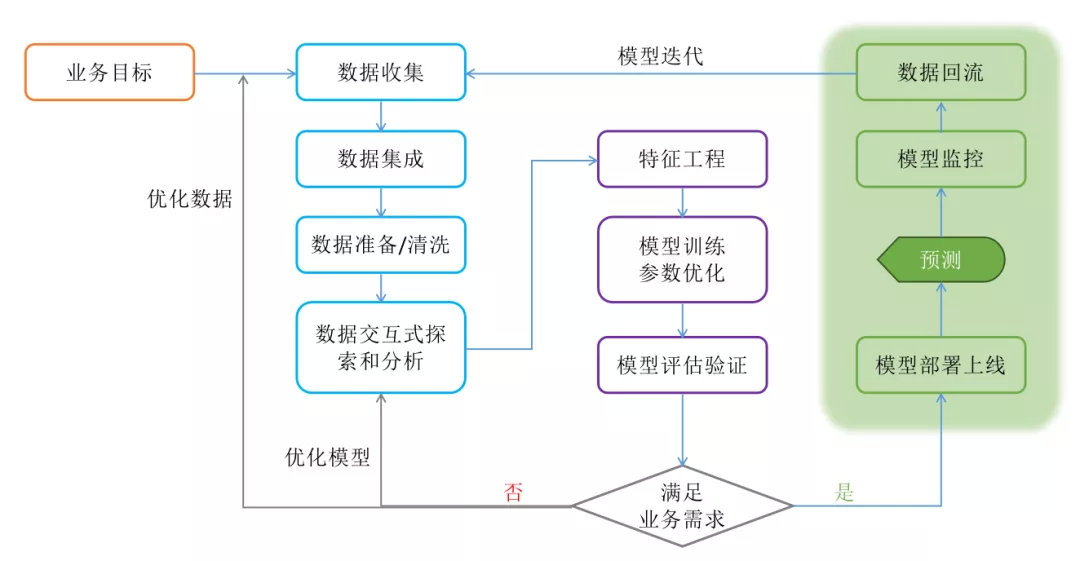 业务目标
数据收集
模型迭代
数据回流
数据集成
特征工程
模型监控
优化数据
数据准备/清洗
模型训练
参数优化
预测
数据交互式探
索和分析
模型评估验证
模型部署上线
优化模型
否
满足
业务需求
是